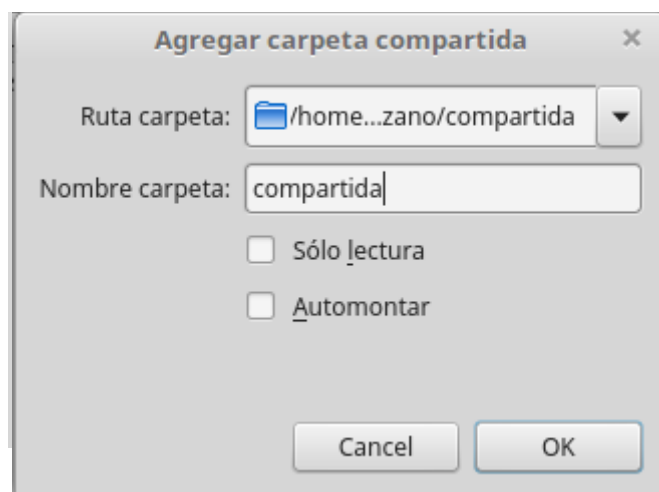 Agregar carpeta compartida ×
Ruta carpeta: /home...zano/compartida
Nombre carpeta: compartida
Sólo lectura
Automontar
Cancel OK